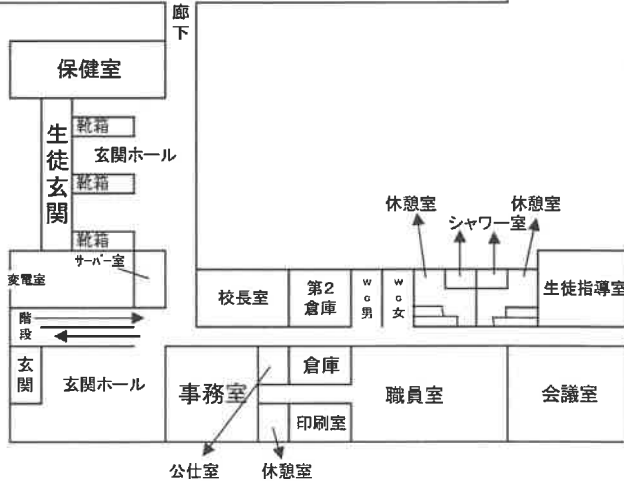 廊下
保健室
生徒玄関
靴箱
玄関ホール
靴箱
靴箱
サーバー室
変電室
休憩室
休憩室
シャワー室
校長室
第2
倉庫
WC男
WC女
生徒指導室
階段
玄関
玄関ホール
事務室
倉庫
印刷室
職員室
会議室
公仕室
休憩室